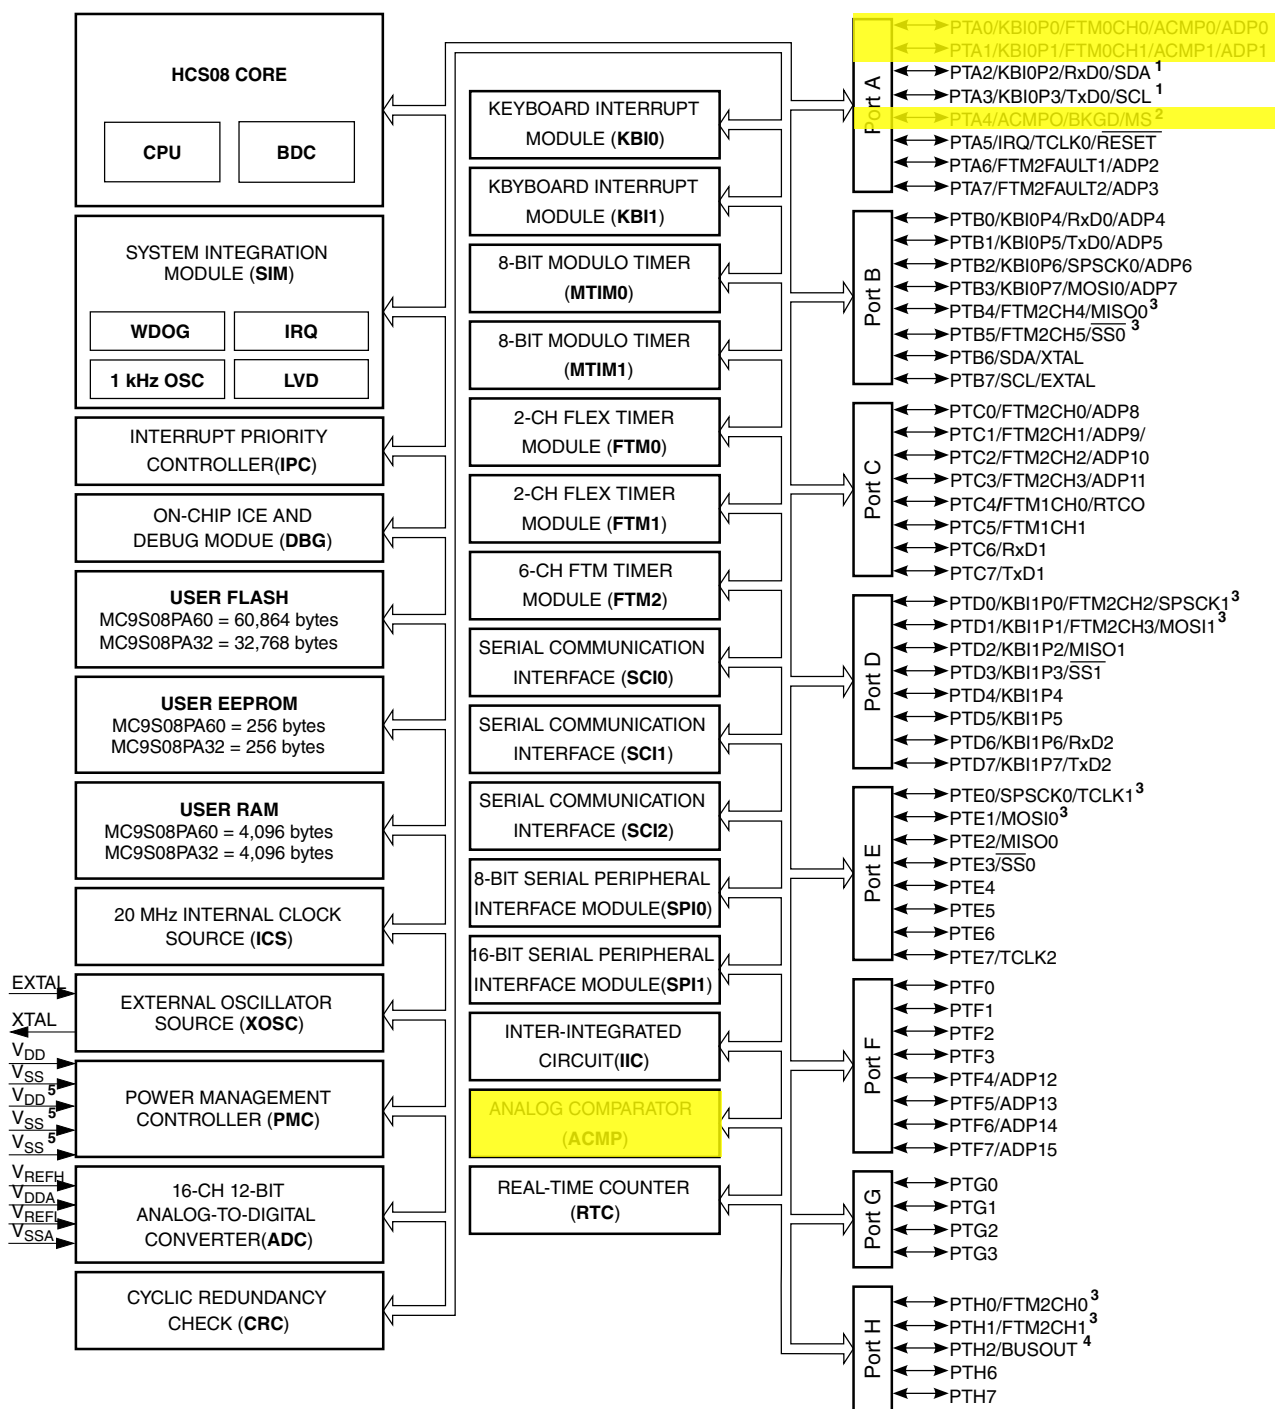 HCS08 CORE
CPU
BDC
SYSTEM INTEGRATION
MODULE (SIM)
WDOG
IRQ
1 kHz OSC
LVD
INTERRUPT PRIORITY
CONTROLLER(IPC)
ON-CHIP ICE AND
DEBUG MODUE (DBG)
USER FLASH
MC9S08PA60 = 60,864 bytes
MC9S08PA32 = 32,768 bytes
USER EEPROM
MC9S08PA60 = 256 bytes
MC9S08PA32 = 256 bytes
USER RAM
MC9S08PA60 = 4,096 bytes
MC9S08PA32 = 4,096 bytes
20 MHz INTERNAL CLOCK
SOURCE (ICS)
EXTAL
XTAL
EXTERNAL OSCILLATOR
SOURCE (XOSC)
VDD
VSS
VDD 5
VSS 5
VSS 5
POWER MANAGEMENT
CONTROLLER (PMC)
VREFH
VDDA
VREFL
VSSA
16-CH 12-BIT
ANALOG-TO-DIGITAL
CONVERTER(ADC)
CYCLIC REDUNDANCY
CHECK (CRC)
KEYBOARD INTERRUPT
MODULE (KBI0)
KBYBOARD INTERRUPT
MODULE (KBI1)
8-BIT MODULO TIMER
(MTIM0)
8-BIT MODULO TIMER
(MTIM1)
2-CH FLEX TIMER
MODULE (FTM0)
2-CH FLEX TIMER
MODULE (FTM1)
6-CH FTM TIMER
MODULE (FTM2)
SERIAL COMMUNICATION
INTERFACE (SCI0)
SERIAL COMMUNICATION
INTERFACE (SCI1)
SERIAL COMMUNICATION
INTERFACE (SCI2)
8-BIT SERIAL PERIPHERAL
INTERFACE MODULE(SPI0)
16-BIT SERIAL PERIPHERAL
INTERFACE MODULE(SPI1)
INTER-INTEGRATED
CIRCUIT(IIC)
ANALOG COMPARATOR
(ACMP)
REAL-TIME COUNTER
(RTC)
Port A
PTA0/KBI0P0/FTM0CH0/ACMP0/ADP0
PTA1/KBI0P1/FTM0CH1/ACMP1/ADP1
PTA2/KBI0P2/RxD0/SDA 1
PTA3/KBI0P3/TxD0/SCL 1
PTA4/ACMPO/BKGD/MS 2
PTA5/IRQ/TCLK0/RESET
PTA6/FTM2FAULT1/ADP2
PTA7/FTM2FAULT2/ADP3
Port B
PTB0/KBI0P4/RxD0/ADP4
PTB1/KBI0P5/TxD0/ADP5
PTB2/KBI0P6/SPSCK0/ADP6
PTB3/KBI0P7/MOSI0/ADP7
PTB4/FTM2CH4/MISO0 3
PTB5/FTM2CH5/SS0 3
PTB6/SDA/XTAL
PTB7/SCL/EXTAL
Port C
PTC0/FTM2CH0/ADP8
PTC1/FTM2CH1/ADP9/
PTC2/FTM2CH2/ADP10
PTC3/FTM2CH3/ADP11
PTC4/FTM1CH0/RTCO
PTC5/FTM1CH1
PTC6/RxD1
PTC7/TxD1
Port D
PTD0/KBI1P0/FTM2CH2/SPSCK1 3
PTD1/KBI1P1/FTM2CH3/MOSI1 3
PTD2/KBI1P2/MISO1
PTD3/KBI1P3/SS1
PTD4/KBI1P4
PTD5/KBI1P5
PTD6/KBI1P6/RxD2
PTD7/KBI1P7/TxD2
Port E
PTE0/SPSCK0/TCLK1 3
PTE1/MOSI0 3
PTE2/MISO0
PTE3/SS0
PTE4
PTE5
PTE6
PTE7/TCLK2
Port F
PTF0
PTF1
PTF2
PTF3
PTF4/ADP12
PTF5/ADP13
PTF6/ADP14
PTF7/ADP15
Port G
PTG0
PTG1
PTG2
PTG3
Port H
PTH0/FTM2CH0 3
PTH1/FTM2CH1 3
PTH2/BUSOUT 4
PTH6
PTH7